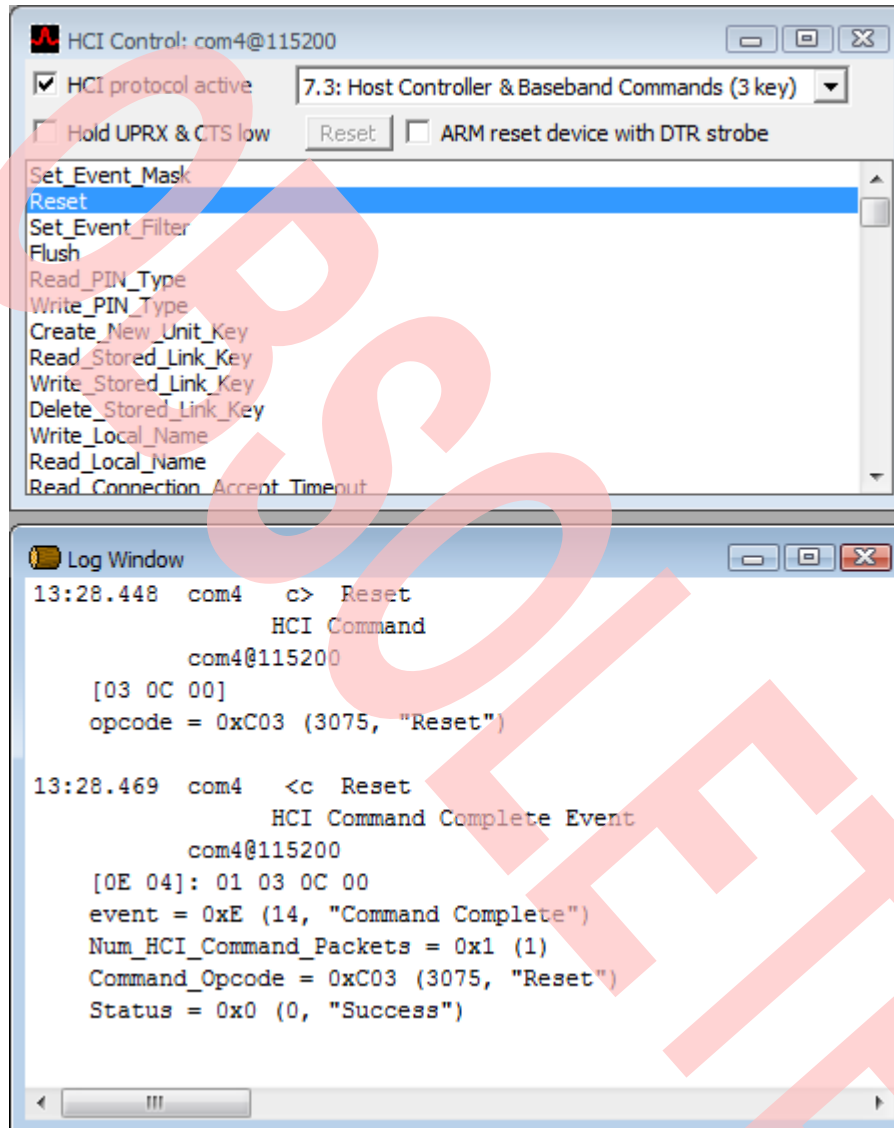 HCI Control: com4@115200
HCI protocol active
7.3: Host Controller & Baseband Commands (3 key)
Hold UPRX & CTS low
Reset
ARM reset device with DTR strobe
Set_Event_Mask
Reset
Set_Event_Filter
Flush
Read_PIN_Type
Write_PIN_Type
Create_New_Unit_Key
Read_Stored_Link_Key
Write_Stored_Link_Key
Delete_Stored_Link_Key
Write_Local_Name
Read_Local_Name
Read_Connection_Accept_Timeout
Log Window
13:28.448 com4 c> Reset
HCI Command
com4@115200
[03 0C 00]
opcode = 0xC03 (3075, "Reset")
13:28.469 com4 <c Reset
HCI Command Complete Event
com4@115200
[0E 04]: 01 03 0C 00
event = 0xE (14, "Command Complete")
Num_HCI_Command_Packets = 0x1 (1)
Command_Opcode = 0xC03 (3075, "Reset")
Status = 0x0 (0, "Success")
OBSOLETE